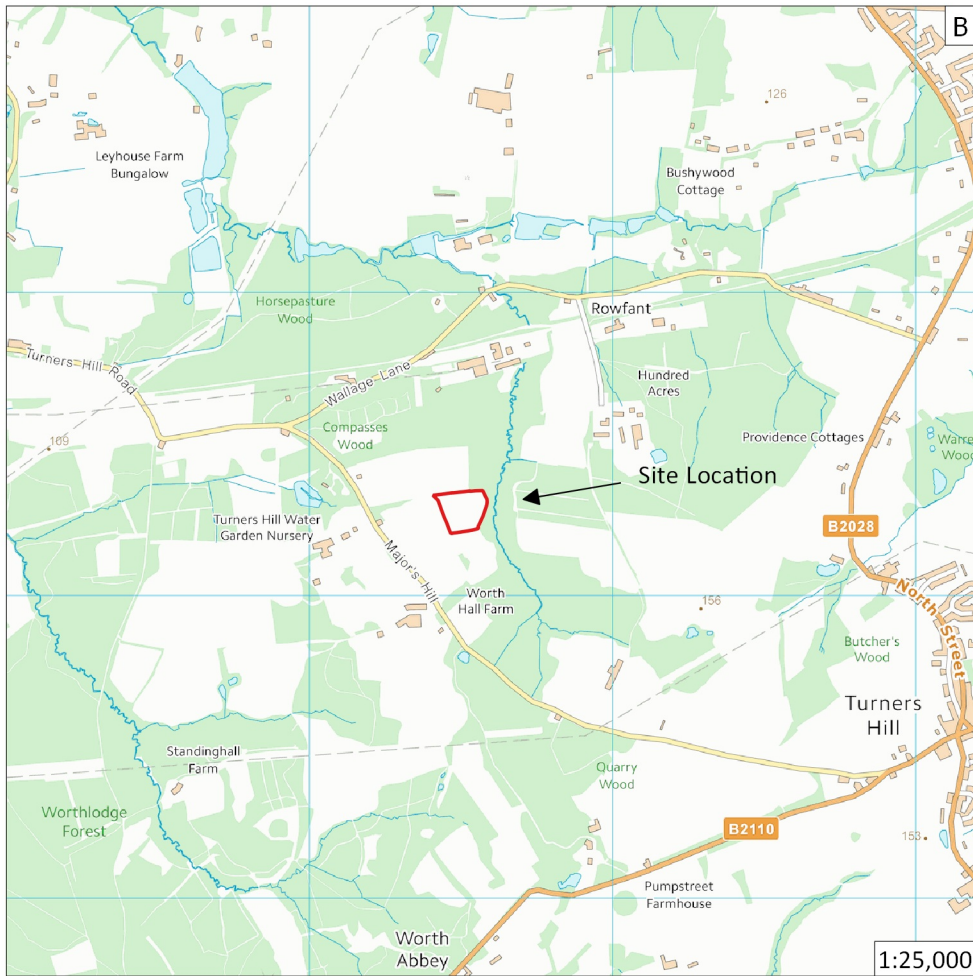 B
126
Leyhouse Farm
Bungalow
Bushywood
Cottage
Horsepasture
Wood
Rowfant
Turners Hill Road
Wallage Lane
Hundred
Acres
Compasses
Wood
109
Providence Cottages
Warre
Wood
Site Location
Turners Hill Water
Garden Nursery
B2028
Major's Hill
Worth
Hall Farm
North Street
156
Butcher's
Wood
Turners
Hill
Standinghall
Farm
Quarry
Wood
Worthlodge
Forest
B2110
153
Pumpstreet
Farmhouse
Worth
Abbey
1:25,000